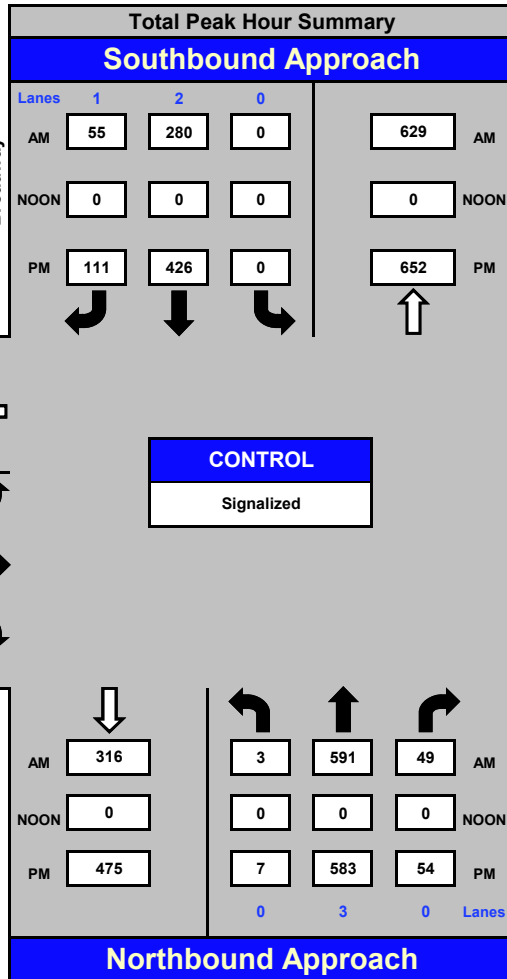 Total Peak Hour Summary
Southbound Approach
Lanes 1 2 0
AM 55 280 0 629 AM
NOON 0 0 0 0 NOON
PM 111 426 0 652 PM
CONTROL
Signalized
AM 316 3 591 49 AM
NOON 0 0 0 0 NOON
PM 475 7 583 54 PM
0 3 0 Lanes
Northbound Approach